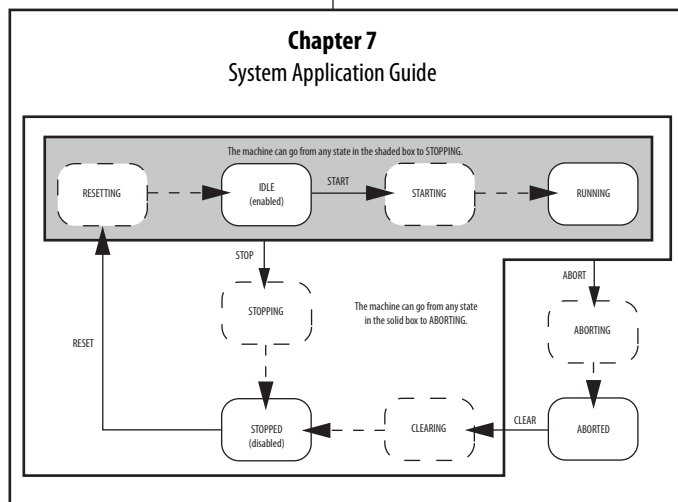 Chapter 7
System Application Guide
The machine can go from any state in the shaded box to STOPPING.
RESETTING
IDLE
(enabled)
START
STARTING
RUNNING
STOP
ABORT
STOPPING
The machine can go from any state
in the solid box to ABORTING.
ABORTING
RESET
STOPPED
(disabled)
CLEARING
CLEAR
ABORTED